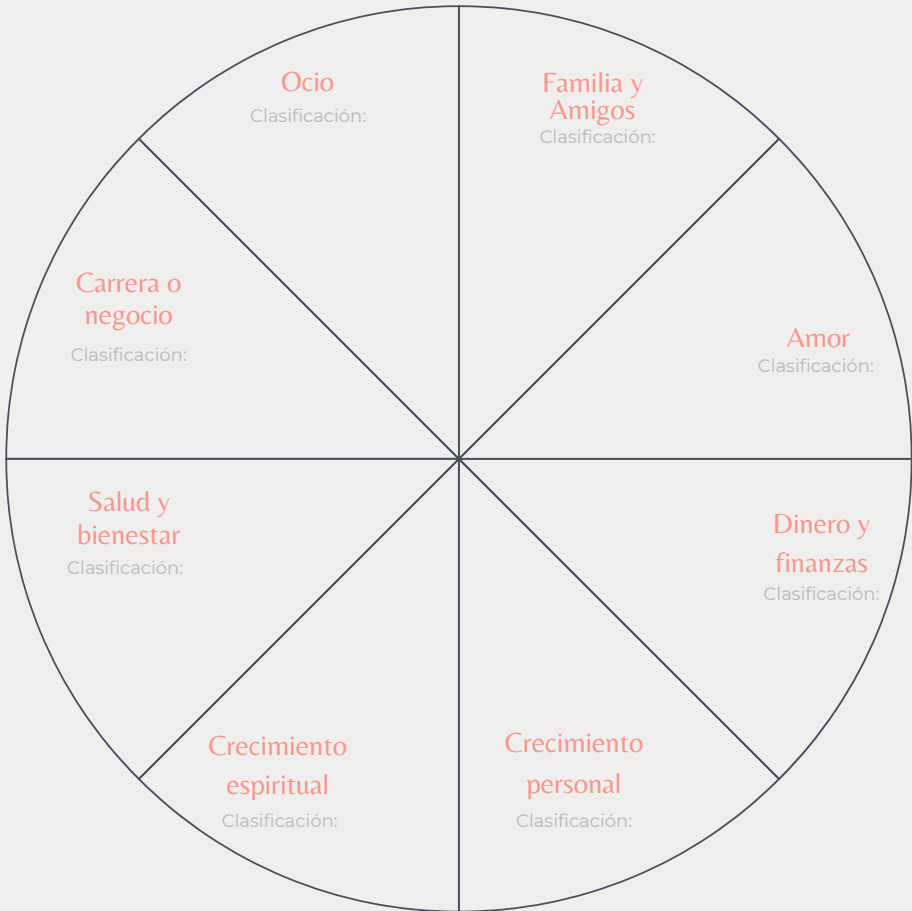 Ocio
Clasificación:
Familia y
Amigos
Clasificación:
Carrera o
negocio
Clasificación:
Amor
Clasificación:
Salud y
bienestar
Clasificación:
Dinero y
finanzas
Clasificación:
Crecimiento
espiritual
Clasificación:
Crecimiento
personal
Clasificación: